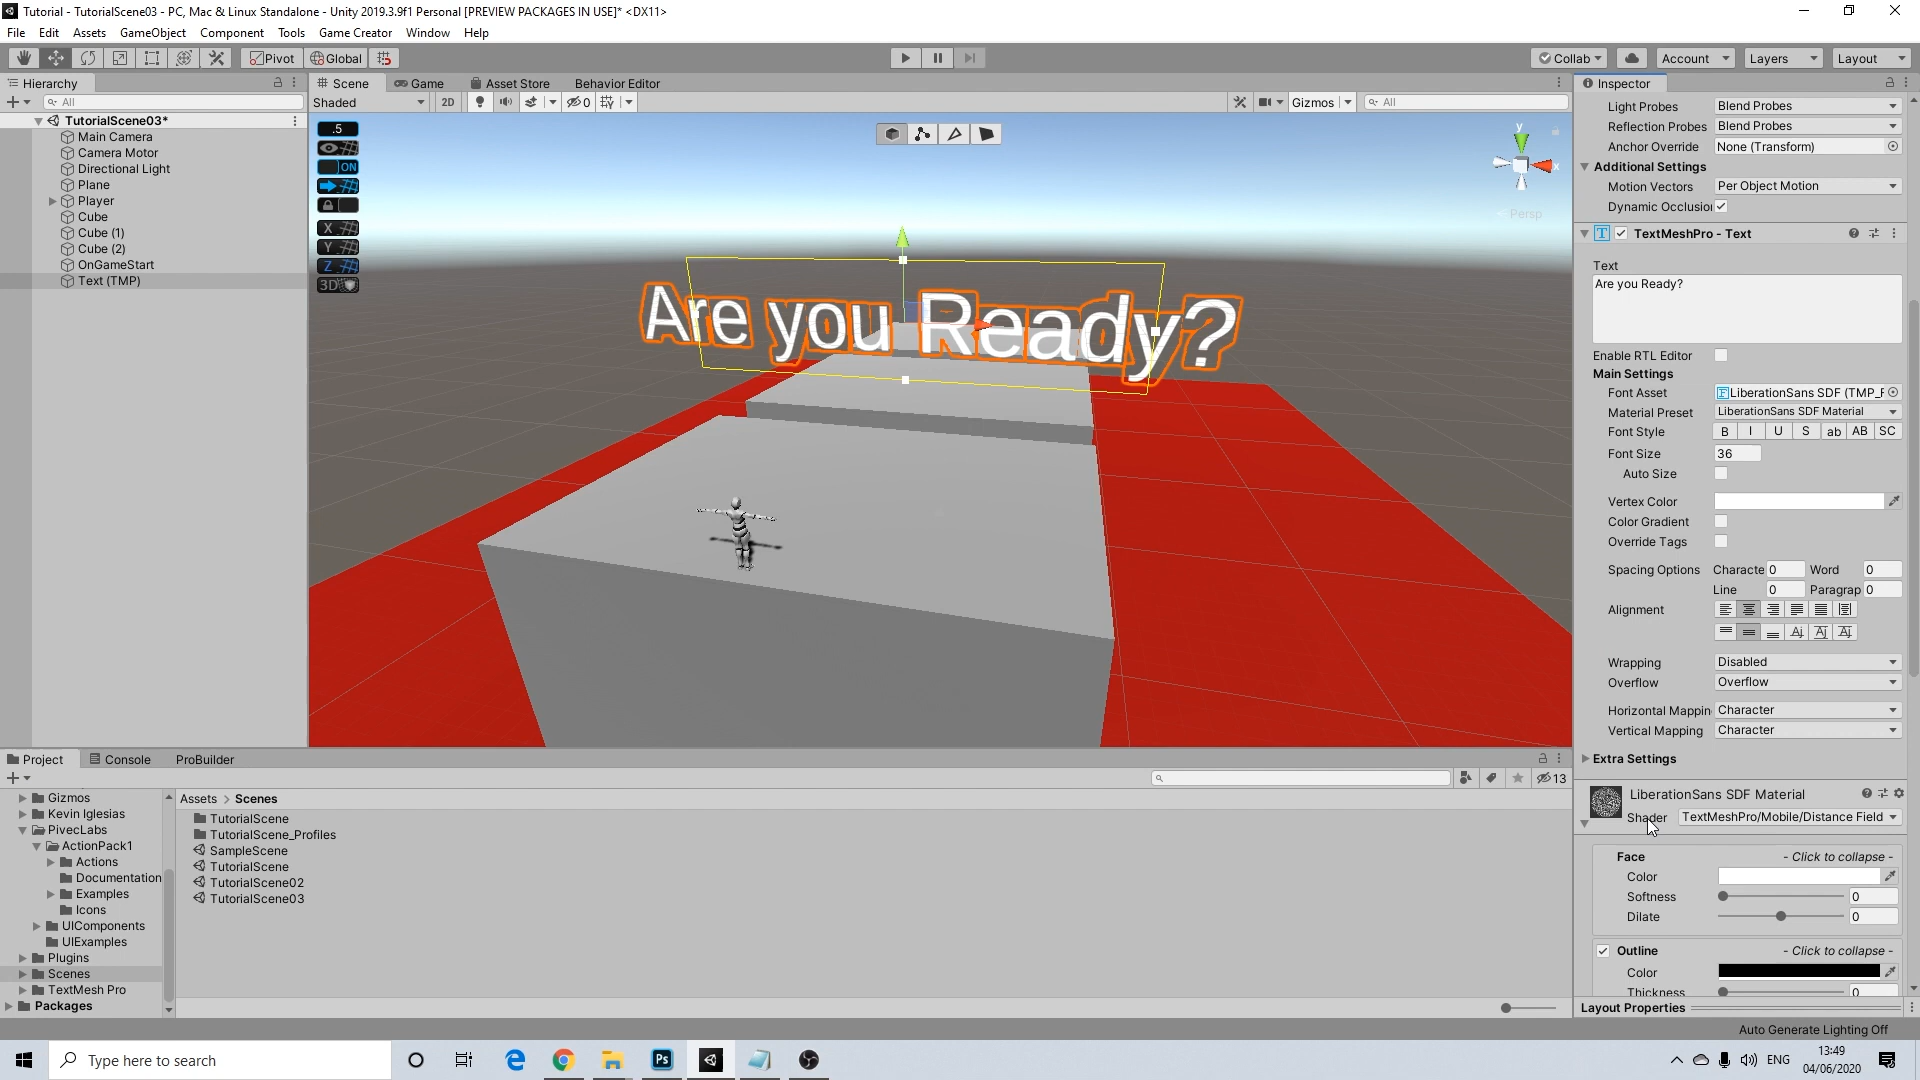 Tutorial - TutorialScene03 - PC, Mac & Linux Standalone - Unity 2019.3.9f1 Personal [PREVIEW PACKAGES IN USE]* <DX11>
File Edit Assets GameObject Component Tools Game Creator Window Help
Pivot Global Collab Account Layers Layout
Hierarchy
All
TutorialScene03*
Main Camera
Camera Motor
Directional Light
Plane
Player
Cube
Cube (1)
Cube (2)
OnGameStart
Text (TMP)
Scene Game Asset Store Behavior Editor
Shaded 2D 0 Gizmos All
.5
ON
X
Y
Z
3D
y
x
Persp
Are you Ready?
Inspector
Light Probes Blend Probes
Reflection Probes Blend Probes
Anchor Override None (Transform)
Additional Settings
Motion Vectors Per Object Motion
Dynamic Occlusion
TextMeshPro - Text
Text
Are you Ready?
Enable RTL Editor
Main Settings
Font Asset LiberationSans SDF (TMP_F
Material Preset LiberationSans SDF Material
Font Style B I U S ab AB SC
Font Size 36
Auto Size
Vertex Color
Color Gradient
Override Tags
Spacing Options Characte 0 Word 0
Line 0 Paragrap 0
Alignment
Wrapping Disabled
Overflow Overflow
Horizontal Mappin Character
Vertical Mapping Character
Extra Settings
LiberationSans SDF Material
Shader TextMeshPro/Mobile/Distance Field
Face - Click to collapse -
Color
Softness 0
Dilate 0
Outline - Click to collapse -
Color
Thickness 0
Layout Properties
Project Console ProBuilder
13
Gizmos
Kevin Iglesias
PivecLabs
ActionPack1
Actions
Documentation
Examples
Icons
UIComponents
UIExamples
Plugins
Scenes
TextMesh Pro
Packages
Assets > Scenes
TutorialScene
TutorialScene_Profiles
SampleScene
TutorialScene
TutorialScene02
TutorialScene03
Auto Generate Lighting Off
Type here to search
Ps
ENG
13:49
04/06/2020